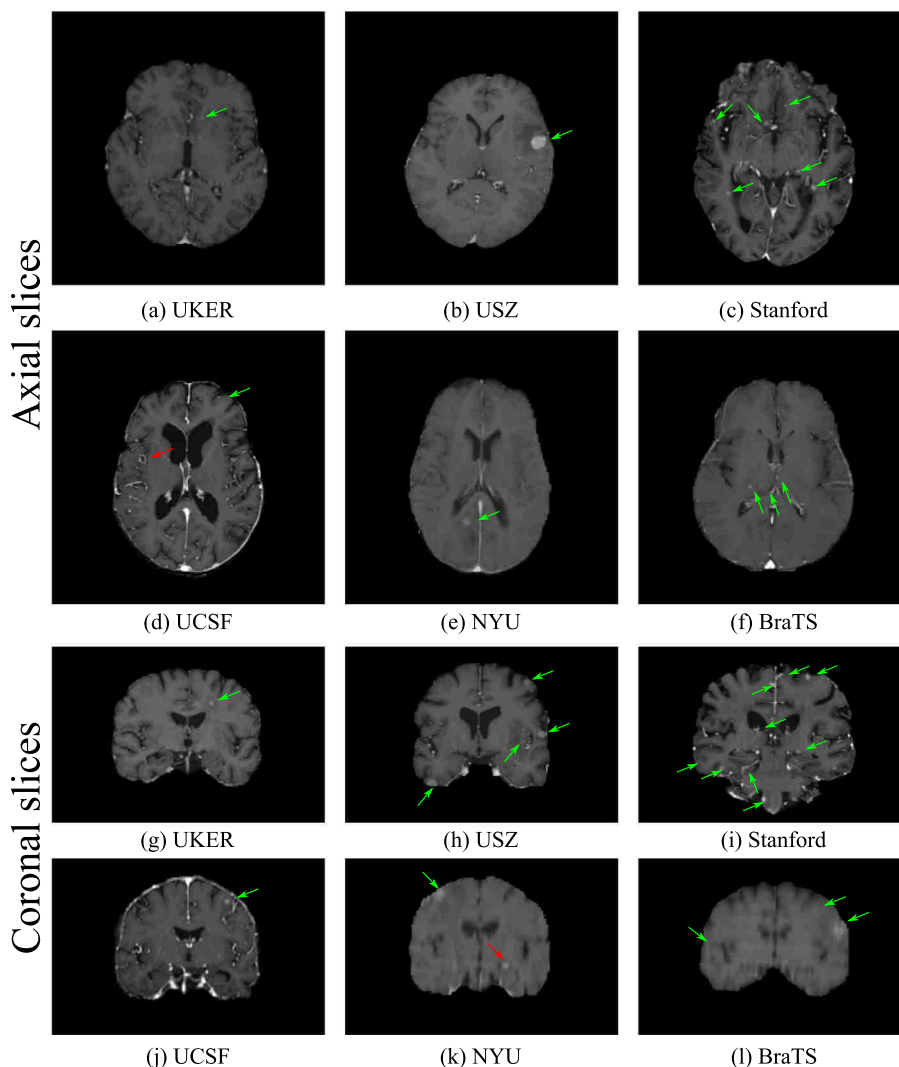 Axial slices
(a) UKER
(b) USZ
(c) Stanford
(d) UCSF
(e) NYU
(f) BraTS
Coronal slices
(g) UKER
(h) USZ
(i) Stanford
(j) UCSF
(k) NYU
(l) BraTS